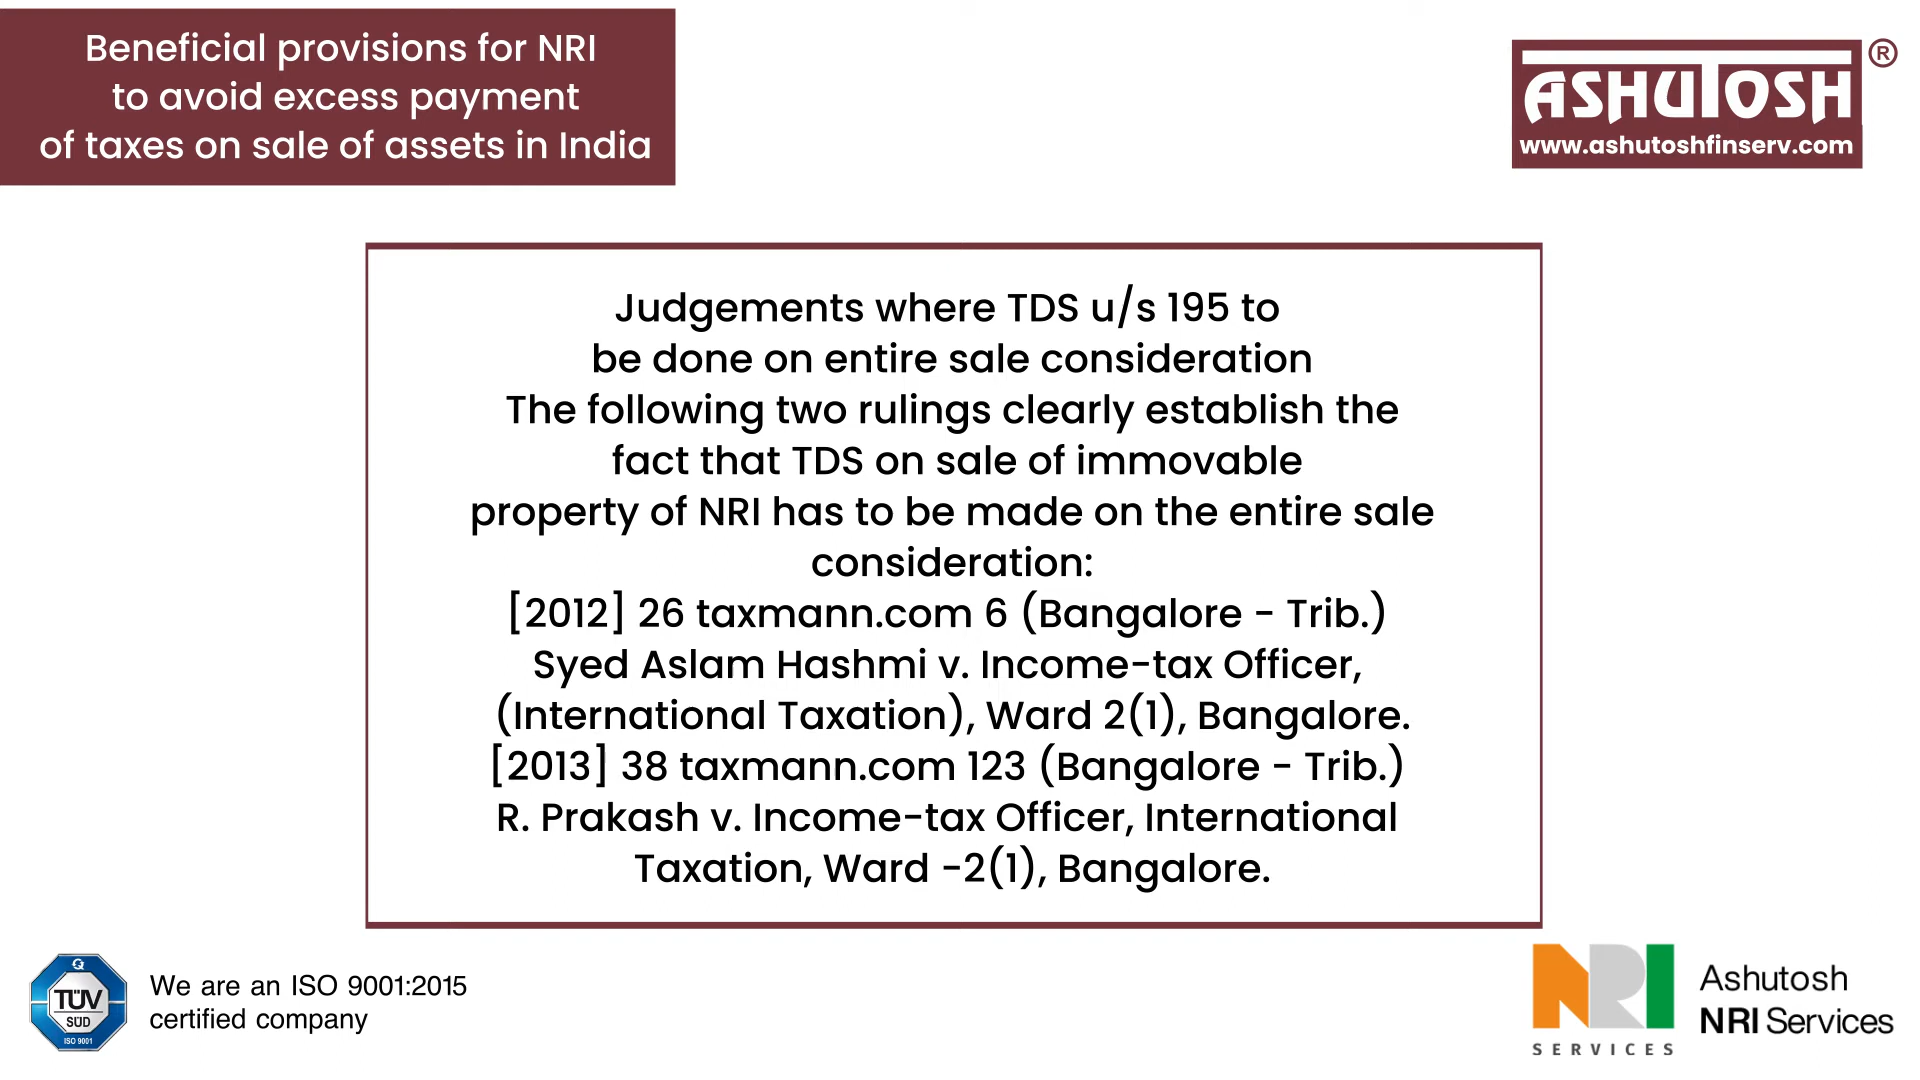 Beneficial provisions for NRI
to avoid excess payment
of taxes on sale of assets in India
ASHUTOSH ®
www.ashutoshfinserv.com
Judgements where TDS u/s 195 to
be done on entire sale consideration
The following two rulings clearly establish the
fact that TDS on sale of immovable
property of NRI has to be made on the entire sale
consideration:
[2012] 26 taxmann.com 6 (Bangalore - Trib.)
Syed Aslam Hashmi v. Income-tax Officer,
(International Taxation), Ward 2(1), Bangalore.
[2013] 38 taxmann.com 123 (Bangalore - Trib.)
R. Prakash v. Income-tax Officer, International
Taxation, Ward -2(1), Bangalore.
TÜV
SÜD
ISO 9001
We are an ISO 9001:2015
certified company
NRI
SERVICES
Ashutosh
NRI Services